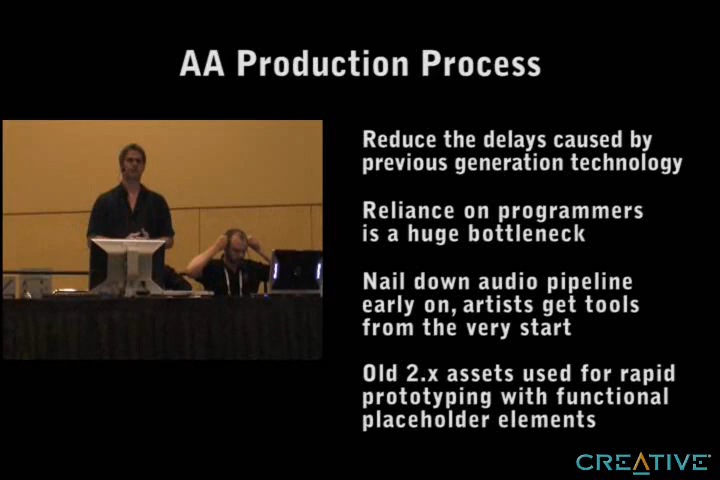 AA Production Process
Reduce the delays caused by
previous generation technology
Reliance on programmers
is a huge bottleneck
Nail down audio pipeline
early on, artists get tools
from the very start
Old 2.x assets used for rapid
prototyping with functional
placeholder elements
CREATIVE